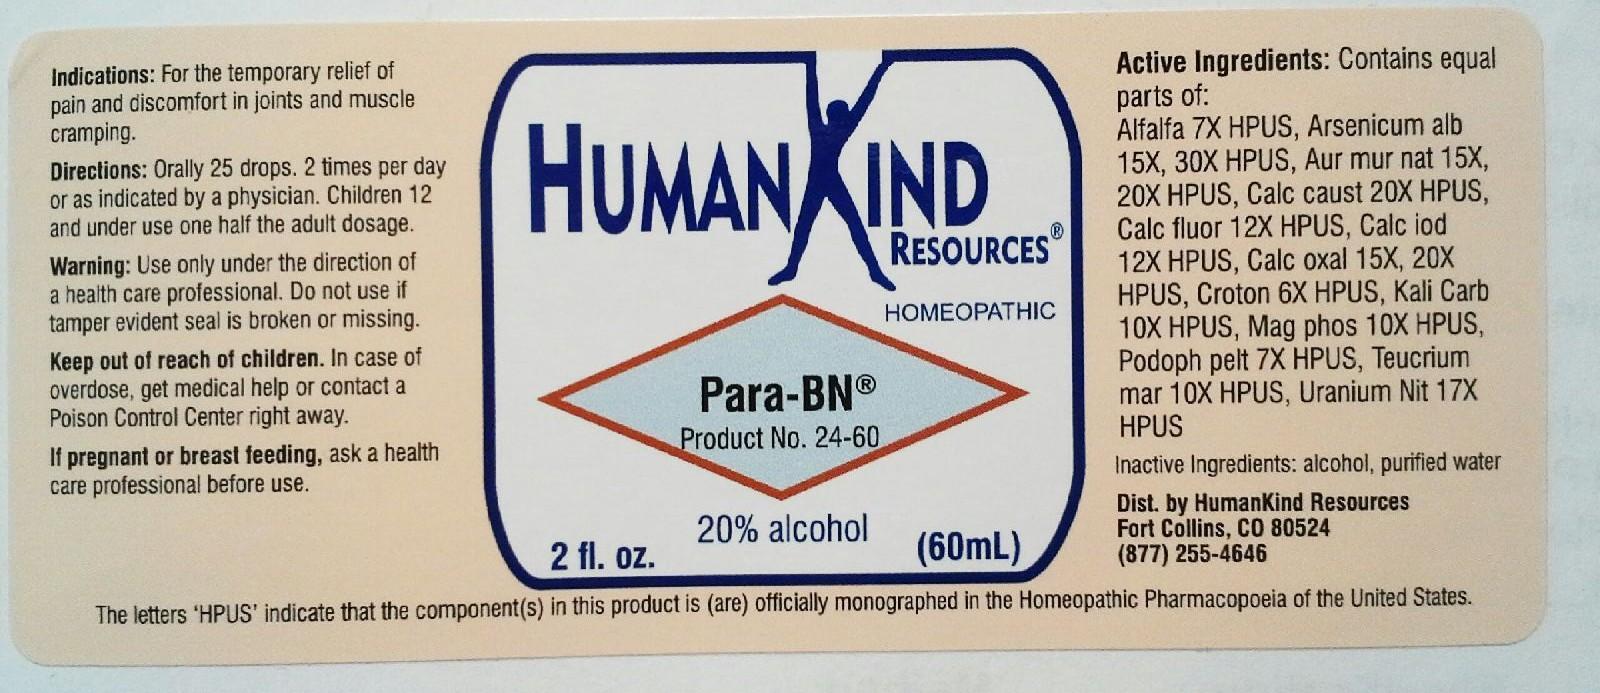 Indications: For the temporary relief of
pain and discomfort in joints and muscle
cramping.
Directions: Orally 25 drops. 2 times per day
or as indicated by a physician. Children 12
and under use one half the adult dosage.
Warning: Use only under the direction of
a health care professional. Do not use if
tamper evident seal is broken or missing.
Keep out of reach of children. In case of
overdose, get medical help or contact a
Poison Control Center right away.
If pregnant or breast feeding, ask a health
care professional before use.
HUMANKIND
RESOURCES®
HOMEOPATHIC
Para-BN®
Product No. 24-60
20% alcohol
2 fl. oz. (60mL)
Active Ingredients: Contains equal
parts of:
Alfalfa 7X HPUS, Arsenicum alb
15X, 30X HPUS, Aur mur nat 15X,
20X HPUS, Calc caust 20X HPUS,
Calc fluor 12X HPUS, Calc iod
12X HPUS, Calc oxal 15X, 20X
HPUS, Croton 6X HPUS, Kali Carb
10X HPUS, Mag phos 10X HPUS,
Podoph pelt 7X HPUS, Teucrium
mar 10X HPUS, Uranium Nit 17X
HPUS
Inactive Ingredients: alcohol, purified water
Dist. by HumanKind Resources
Fort Collins, CO 80524
(877) 255-4646
The letters 'HPUS' indicate that the component(s) in this product is (are) officially monographed in the Homeopathic Pharmacopoeia of the United States.